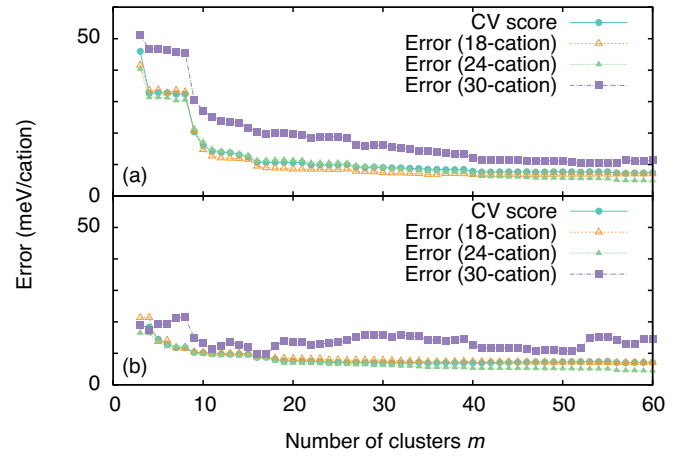 50
CV score
Error (18-cation)
Error (24-cation)
Error (30-cation)
(a)
0
Error (meV/cation)
50
CV score
Error (18-cation)
Error (24-cation)
Error (30-cation)
(b)
0
0 10 20 30 40 50 60
Number of clusters m